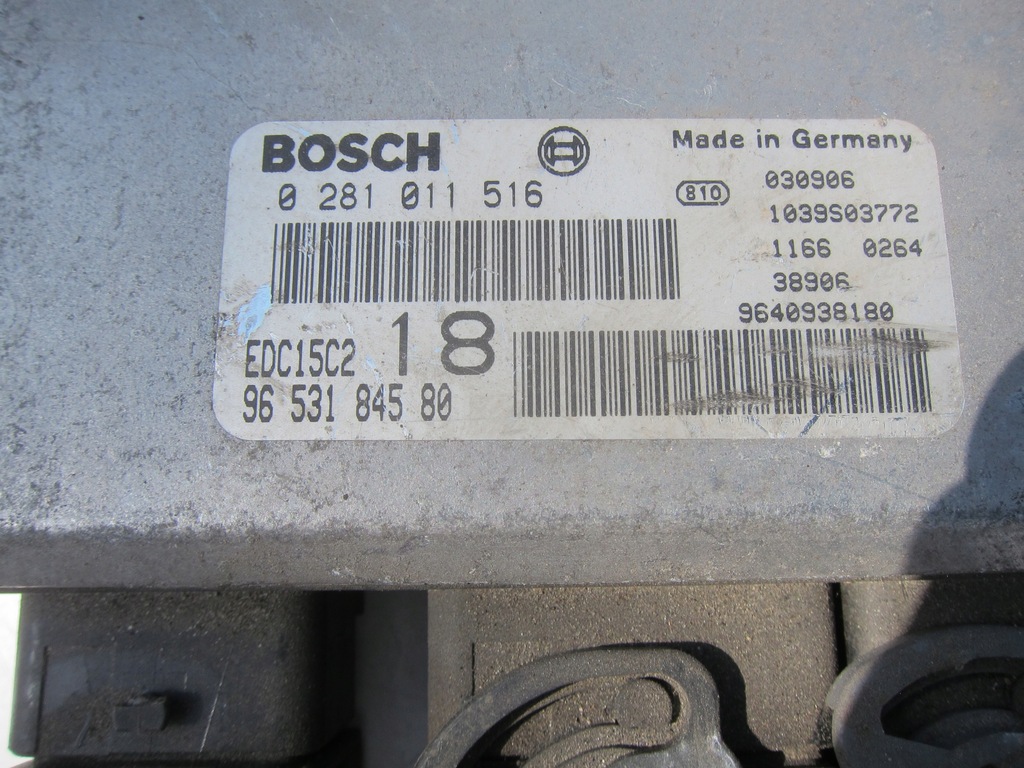 BOSCH
Made in Germany
0 281 011 516
810
030906
1039S03772
1166 0264
38906
9640938180
EDC15C2
18
96 531 845 80